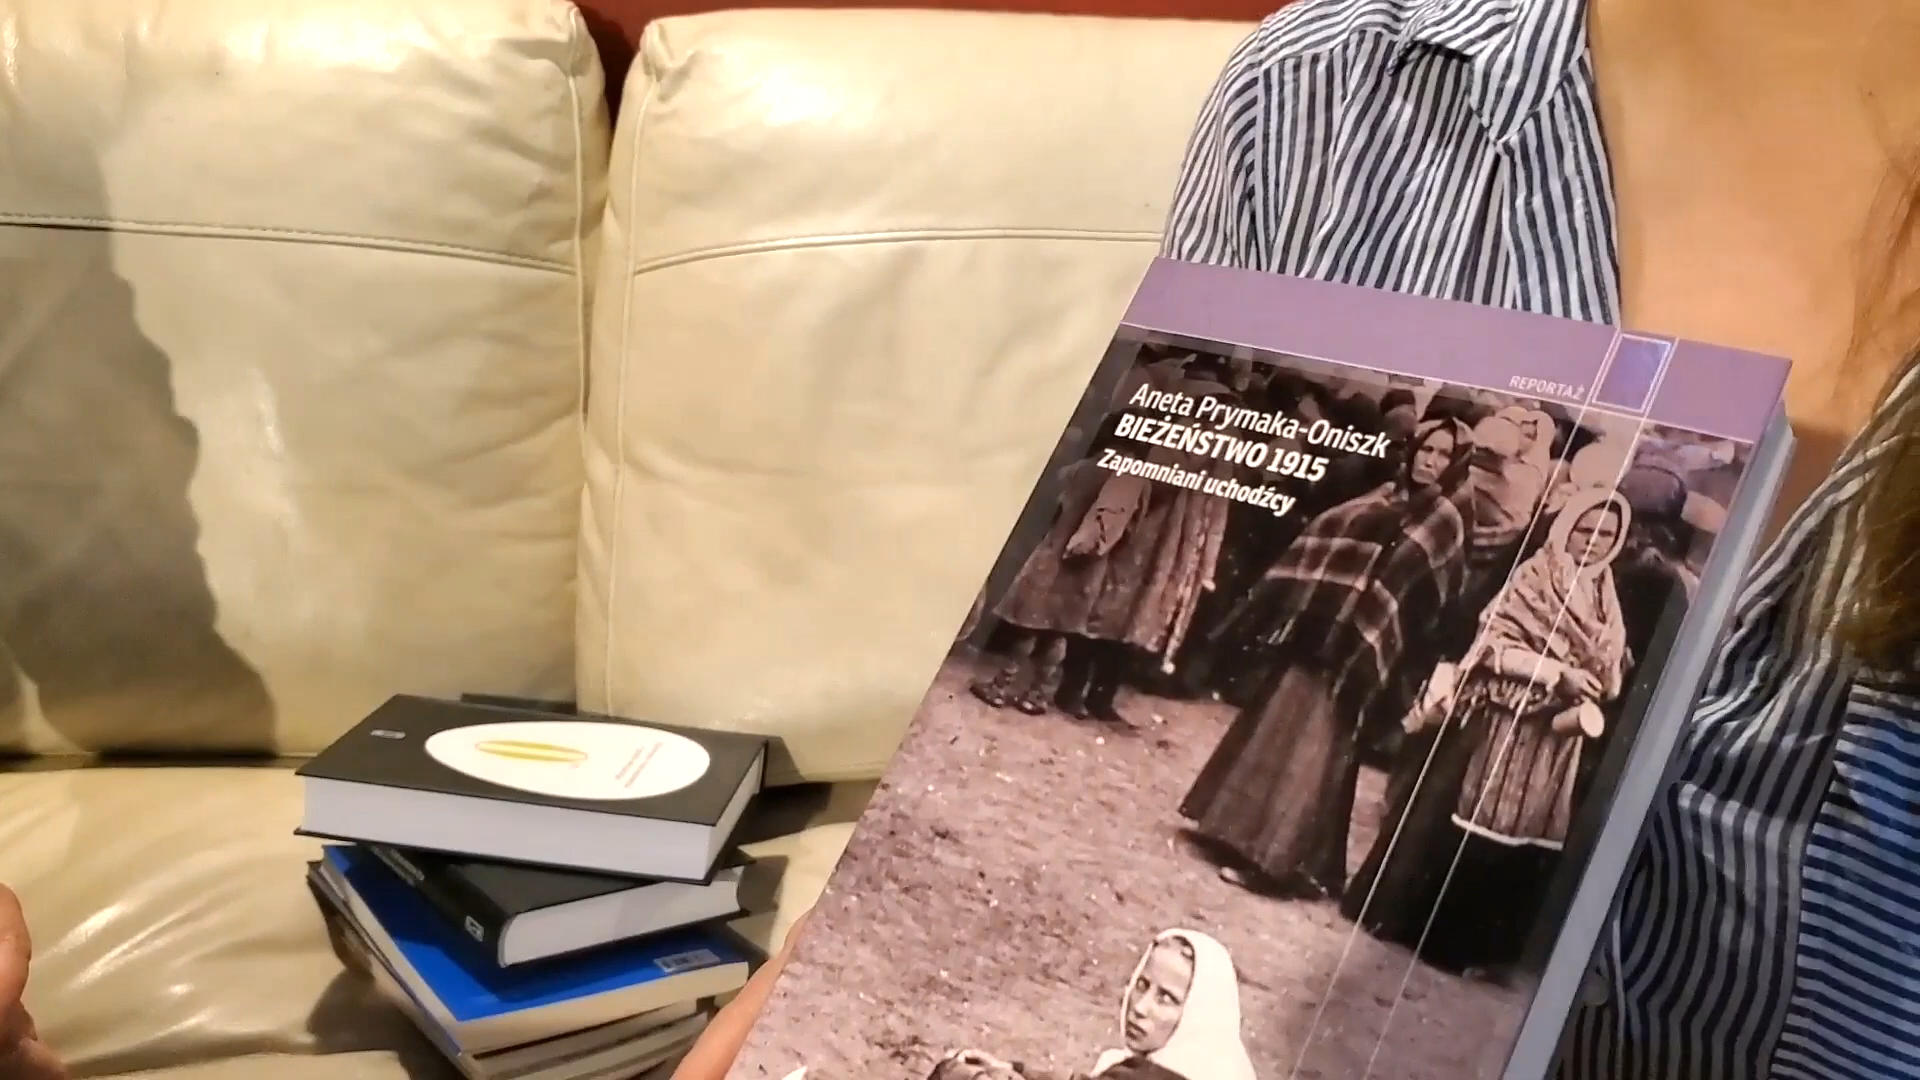 REPORTAŻ
Aneta Prymaka-Oniszk
BIEŻEŃSTWO 1915
Zapomniani uchodźcy